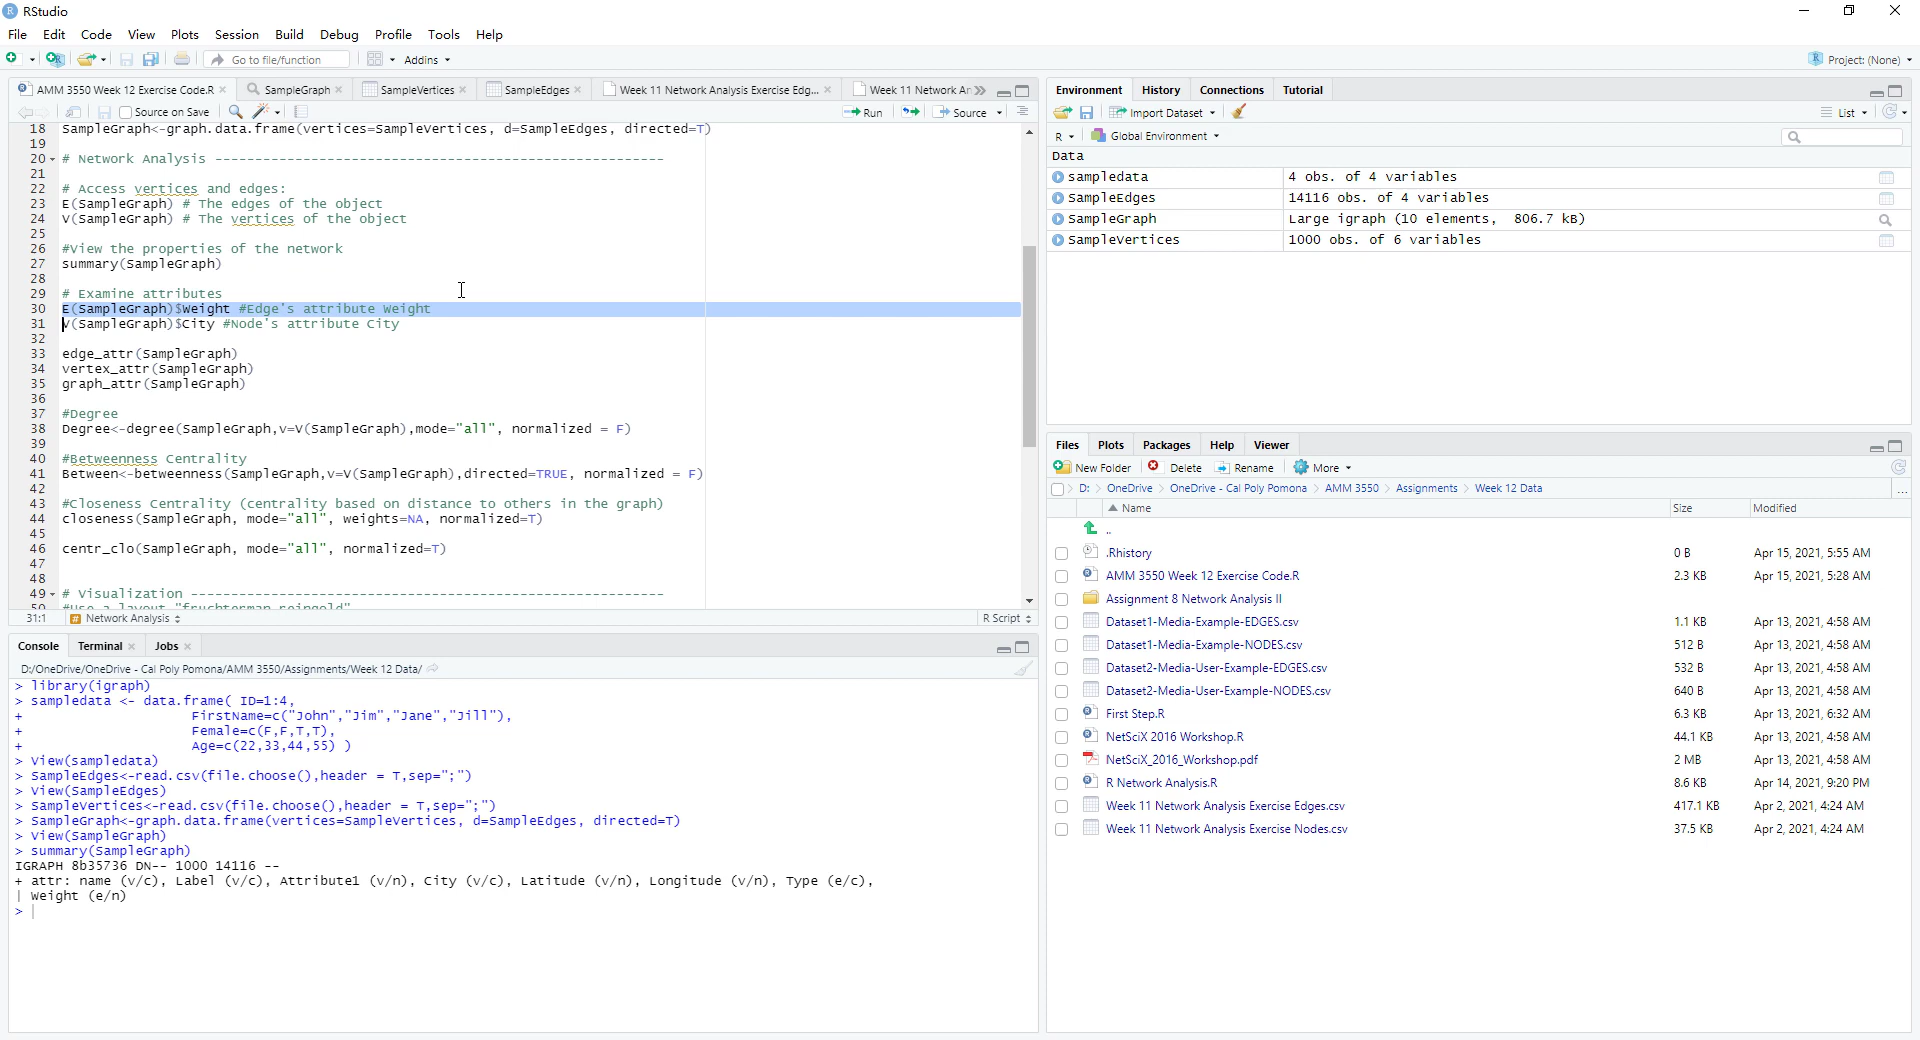 RStudio
File Edit Code View Plots Session Build Debug Profile Tools Help
Go to file/function Addins Project: (None)
AMM 3550 Week 12 Exercise Code.R SampleGraph SampleVertices SampleEdges Week 11 Network Analysis Exercise Edg... Week 11 Network An
Source on Save Run Source
18 SampleGraph<-graph.data.frame(vertices=SampleVertices, d=SampleEdges, directed=T)
19
20 # Network Analysis --------------------------------------------------------
21
22 # Access vertices and edges:
23 E(SampleGraph) # The edges of the object
24 V(SampleGraph) # The vertices of the object
25
26 #View the properties of the network
27 summary(SampleGraph)
28
29 # Examine attributes
30 E(SampleGraph)$Weight #Edge's attribute Weight
31 V(SampleGraph)$City #Node's attribute City
32
33 edge_attr(SampleGraph)
34 vertex_attr(SampleGraph)
35 graph_attr(SampleGraph)
36
37 #Degree
38 Degree<-degree(SampleGraph,v=V(SampleGraph),mode="all", normalized = F)
39
40 #Betweenness Centrality
41 Between<-betweenness(SampleGraph,v=V(SampleGraph),directed=TRUE, normalized = F)
42
43 #Closeness Centrality (centrality based on distance to others in the graph)
44 closeness(SampleGraph, mode="all", weights=NA, normalized=T)
45
46 centr_clo(SampleGraph, mode="all", normalized=T)
47
48
49 # Visualization -----------------------------------------------------------
50 #Use a layout "fruchterman reingold"
31:1 # Network Analysis R Script
Console Terminal Jobs
D:/OneDrive/OneDrive - Cal Poly Pomona/AMM 3550/Assignments/Week 12 Data/
> library(igraph)
> sampledata <- data.frame( ID=1:4,
+ FirstName=c("John","Jim","Jane","Jill"),
+ Female=c(F,F,T,T),
+ Age=c(22,33,44,55) )
> View(sampledata)
> SampleEdges<-read.csv(file.choose(),header = T,sep=";")
> View(SampleEdges)
> SampleVertices<-read.csv(file.choose(),header = T,sep=";")
> SampleGraph<-graph.data.frame(vertices=SampleVertices, d=SampleEdges, directed=T)
> View(SampleGraph)
> summary(SampleGraph)
IGRAPH 8b35736 DN-- 1000 14116 --
+ attr: name (v/c), Label (v/c), Attribute1 (v/n), City (v/c), Latitude (v/n), Longitude (v/n), Type (e/c),
| Weight (e/n)
>
Environment History Connections Tutorial
Import Dataset List
R Global Environment
Data
sampledata 4 obs. of 4 variables
SampleEdges 14116 obs. of 4 variables
SampleGraph Large igraph (10 elements, 806.7 kB)
SampleVertices 1000 obs. of 6 variables
Files Plots Packages Help Viewer
New Folder Delete Rename More
D: OneDrive OneDrive - Cal Poly Pomona AMM 3550 Assignments Week 12 Data ...
Name Size Modified
..
.Rhistory 0 B Apr 15, 2021, 5:55 AM
AMM 3550 Week 12 Exercise Code.R 2.3 KB Apr 15, 2021, 5:28 AM
Assignment 8 Network Analysis II
Dataset1-Media-Example-EDGES.csv 1.1 KB Apr 13, 2021, 4:58 AM
Dataset1-Media-Example-NODES.csv 512 B Apr 13, 2021, 4:58 AM
Dataset2-Media-User-Example-EDGES.csv 532 B Apr 13, 2021, 4:58 AM
Dataset2-Media-User-Example-NODES.csv 640 B Apr 13, 2021, 4:58 AM
First Step.R 6.3 KB Apr 13, 2021, 6:32 AM
NetSciX 2016 Workshop.R 44.1 KB Apr 13, 2021, 4:58 AM
NetSciX_2016_Workshop.pdf 2 MB Apr 13, 2021, 4:58 AM
R Network Analysis.R 8.6 KB Apr 14, 2021, 9:20 PM
Week 11 Network Analysis Exercise Edges.csv 417.1 KB Apr 2, 2021, 4:24 AM
Week 11 Network Analysis Exercise Nodes.csv 37.5 KB Apr 2, 2021, 4:24 AM